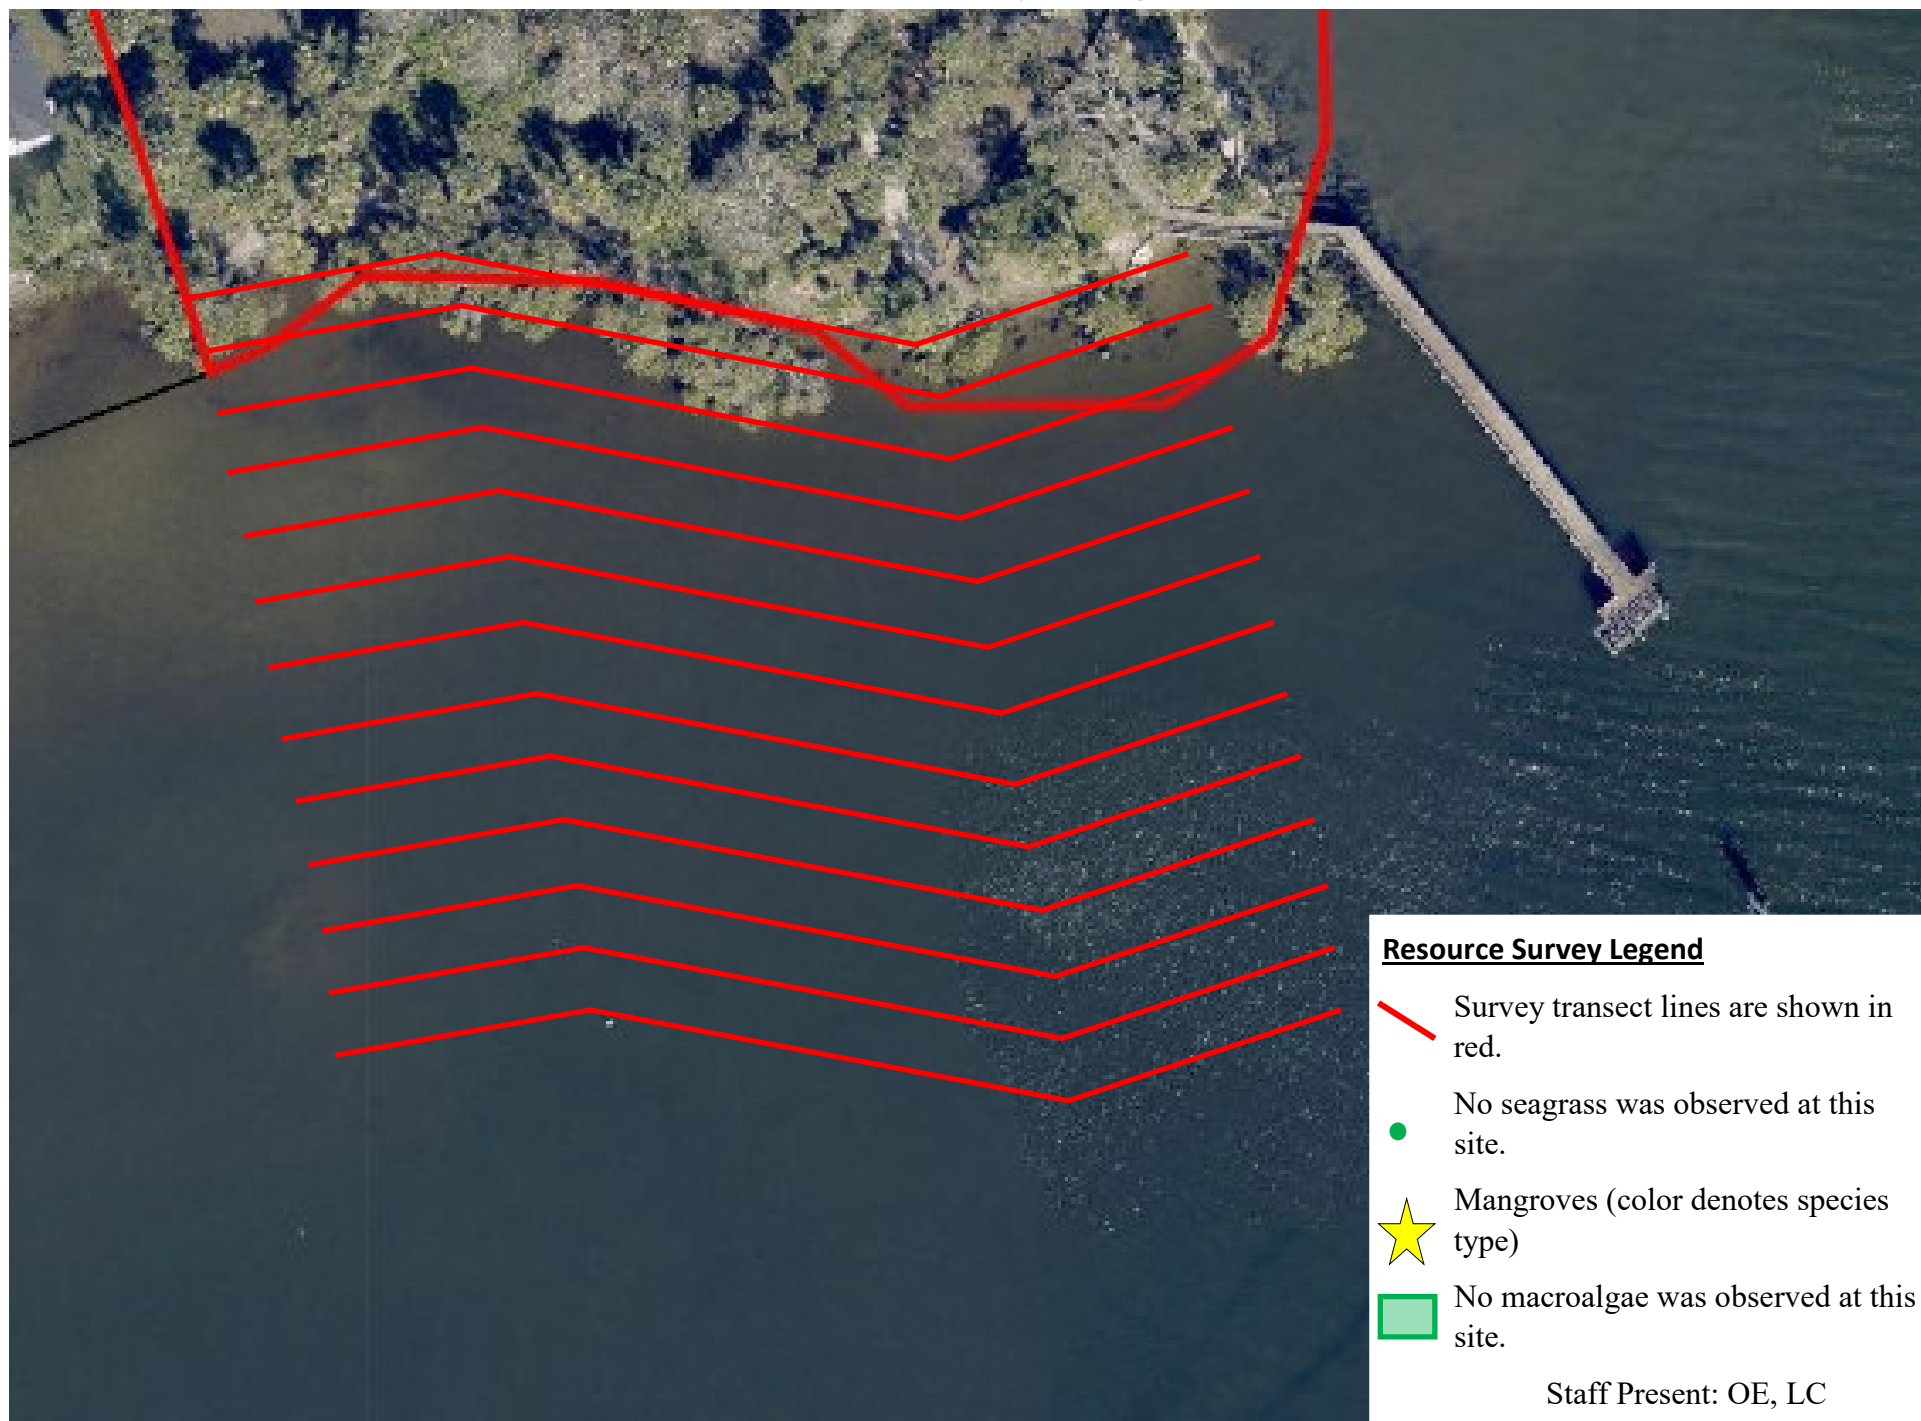 Resource Survey Legend
Survey transect lines are shown in
red.
No seagrass was observed at this
site.
Mangroves (color denotes species
type)
No macroalgae was observed at this
site.
Staff Present: OE, LC